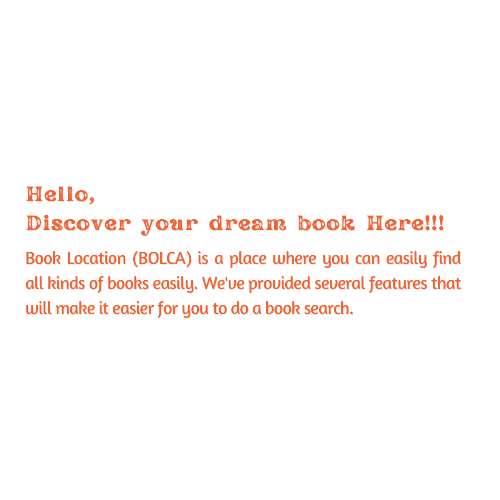 Hello,
Discover your dream book Here!!!
Book Location (BOLCA) is a place where you can easily find
all kinds of books easily. We've provided several features that
will make it easier for you to do a book search.